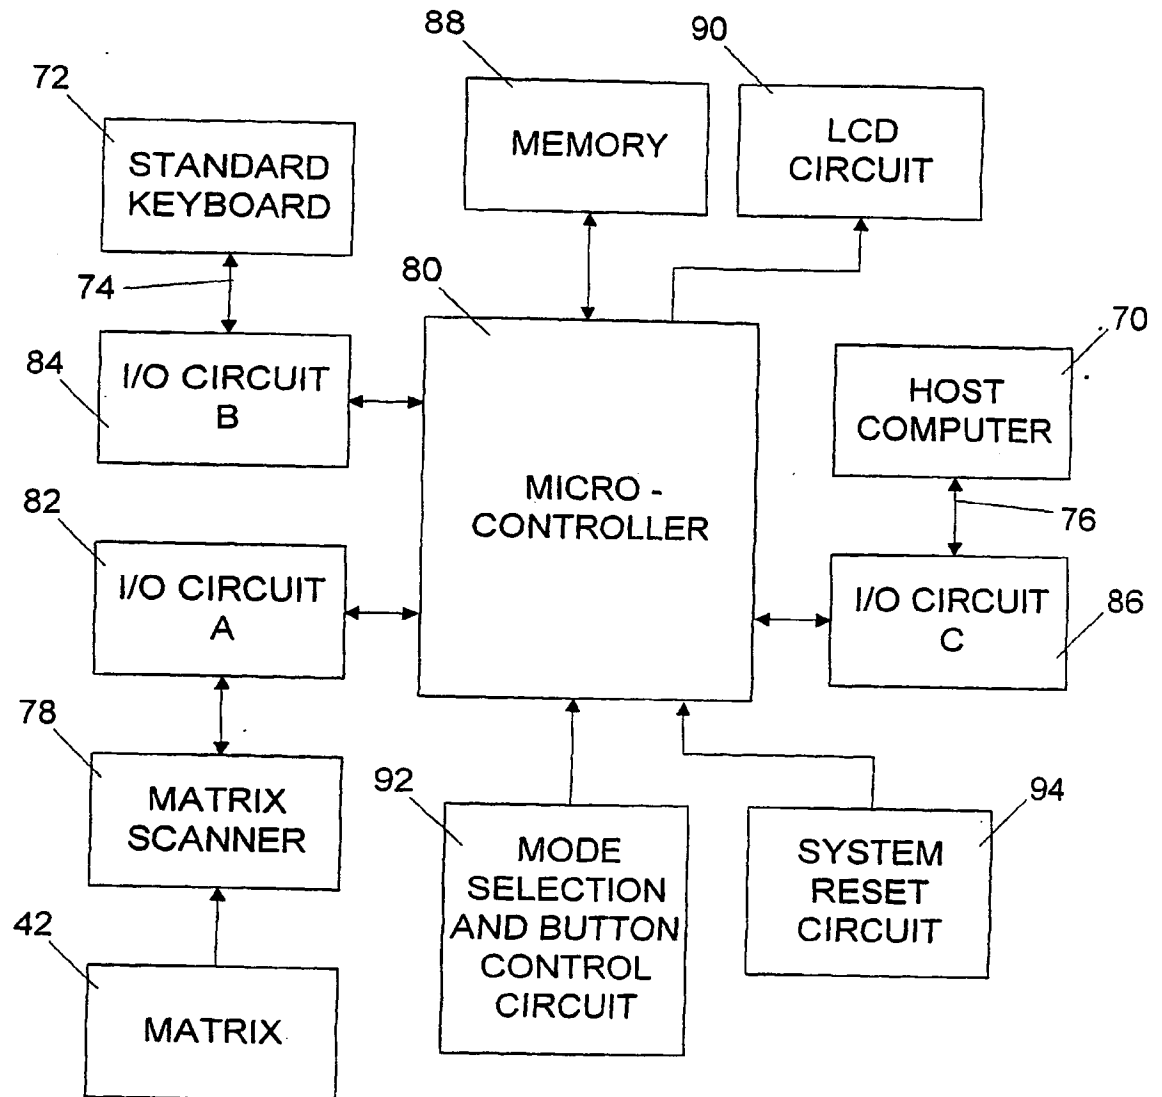 88
90
72
MEMORY
LCD
CIRCUIT
STANDARD
KEYBOARD
74
80
70
I/O CIRCUIT
B
84
HOST
COMPUTER
MICRO -
CONTROLLER
82
76
I/O CIRCUIT
A
I/O CIRCUIT
C
86
78
92
94
MATRIX
SCANNER
MODE
SELECTION
AND BUTTON
CONTROL
CIRCUIT
SYSTEM
RESET
CIRCUIT
42
MATRIX